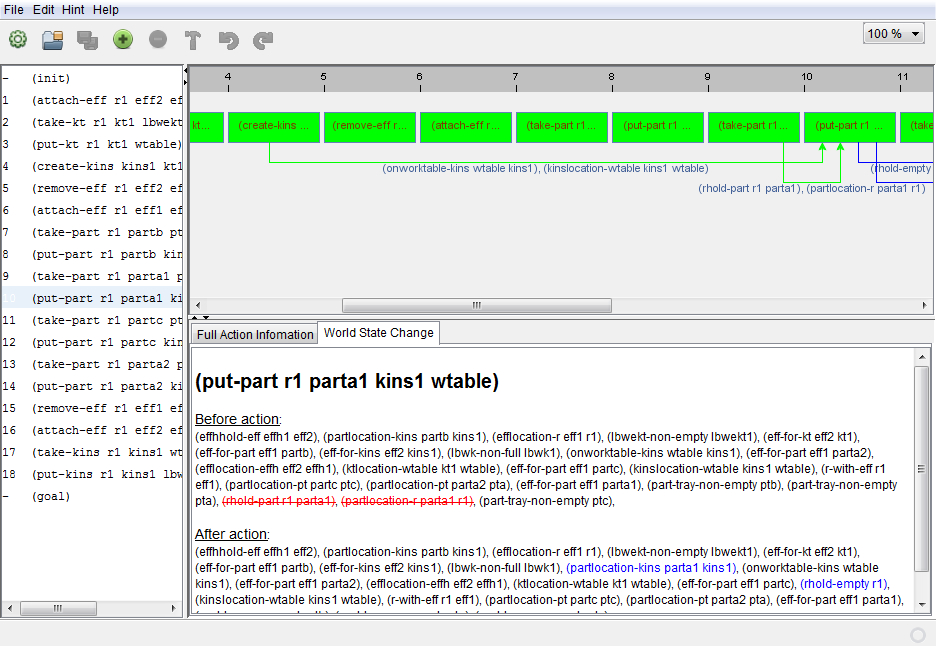 File Edit Hint Help
100 %
- (init)
1 (attach-eff r1 eff2 ef
2 (take-kt r1 kt1 lbwekt
3 (put-kt r1 kt1 wtable)
4 (create-kins kins1 kt1
5 (remove-eff r1 eff2 ef
6 (attach-eff r1 eff1 ef
7 (take-part r1 partb pt
8 (put-part r1 partb kin
9 (take-part r1 parta1 p
10 (put-part r1 parta1 ki
11 (take-part r1 partc pt
12 (put-part r1 partc kin
13 (take-part r1 parta2 p
14 (put-part r1 parta2 ki
15 (remove-eff r1 eff1 ef
16 (attach-eff r1 eff2 ef
17 (take-kins r1 kins1 wt
18 (put-kins r1 kins1 lbw
- (goal)
4 5 6 7 8 9 10 11
kt... (create-kins ... (remove-eff r... (attach-eff r... (take-part r1... (put-part r1 ... (take-part r1... (put-part r1 ... (take
(onworktable-kins wtable kins1), (kinslocation-wtable kins1 wtable) (rhold-empty
(rhold-part r1 parta1), (partlocation-r parta1 r1)
Full Action Infomation World State Change
(put-part r1 parta1 kins1 wtable)
Before action:
(effhhold-eff effh1 eff2), (partlocation-kins partb kins1), (efflocation-r eff1 r1), (lbwekt-non-empty lbwekt1), (eff-for-kt eff2 kt1),
(eff-for-part eff1 partb), (eff-for-kins eff2 kins1), (lbwk-non-full lbwk1), (onworktable-kins wtable kins1), (eff-for-part eff1 parta2),
(efflocation-effh eff2 effh1), (ktlocation-wtable kt1 wtable), (eff-for-part eff1 partc), (kinslocation-wtable kins1 wtable), (r-with-eff r1
eff1), (partlocation-pt partc ptc), (partlocation-pt parta2 pta), (eff-for-part eff1 parta1), (part-tray-non-empty ptb), (part-tray-non-empty
pta), (rhold-part r1 parta1), (partlocation-r parta1 r1), (part-tray-non-empty ptc),
After action:
(effhhold-eff effh1 eff2), (partlocation-kins partb kins1), (efflocation-r eff1 r1), (lbwekt-non-empty lbwekt1), (eff-for-kt eff2 kt1),
(eff-for-part eff1 partb), (eff-for-kins eff2 kins1), (lbwk-non-full lbwk1), (partlocation-kins parta1 kins1), (onworktable-kins wtable
kins1), (eff-for-part eff1 parta2), (efflocation-effh eff2 effh1), (ktlocation-wtable kt1 wtable), (eff-for-part eff1 partc), (rhold-empty r1),
(kinslocation-wtable kins1 wtable), (r-with-eff r1 eff1), (partlocation-pt partc ptc), (partlocation-pt parta2 pta), (eff-for-part eff1 parta1),